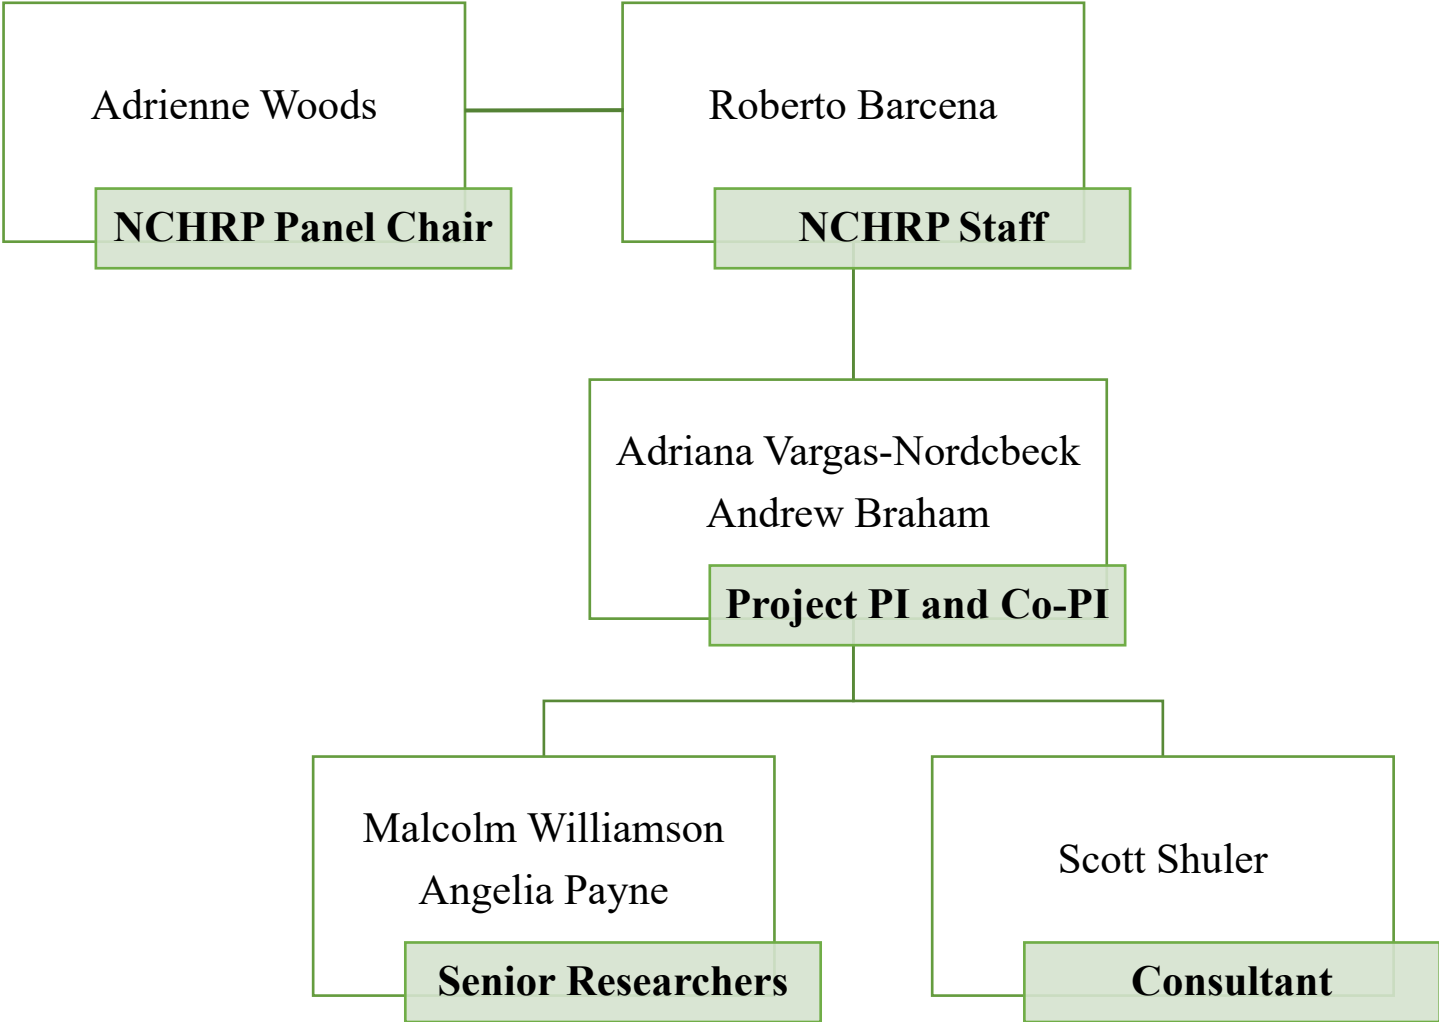 Adrienne Woods
NCHRP Panel Chair
Roberto Barcena
NCHRP Staff
Adriana Vargas-Nordcbeck
Andrew Braham
Project PI and Co-PI
Malcolm Williamson
Angelia Payne
Senior Researchers
Scott Shuler
Consultant